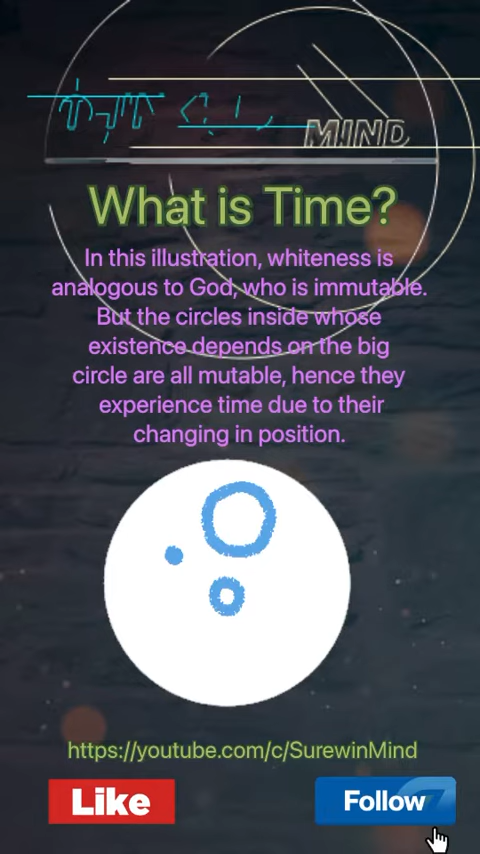 MIND
What is Time?
In this illustration, whiteness is
analogous to God, who is immutable.
But the circles inside whose
existence depends on the big
circle are all mutable, hence they
experience time due to their
changing in position.
https://youtube.com/c/SurewinMind
Like
Follow